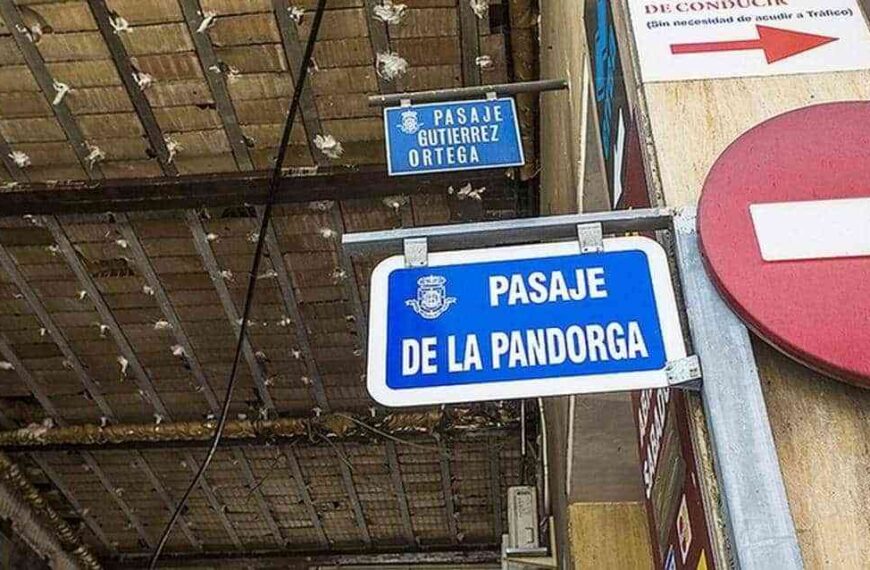 DE CONDUCIR
(Sin necesidad de acudir a Tráfico)
PASAJE
GUTIERREZ
ORTEGA
PASAJE
DE LA PANDORGA